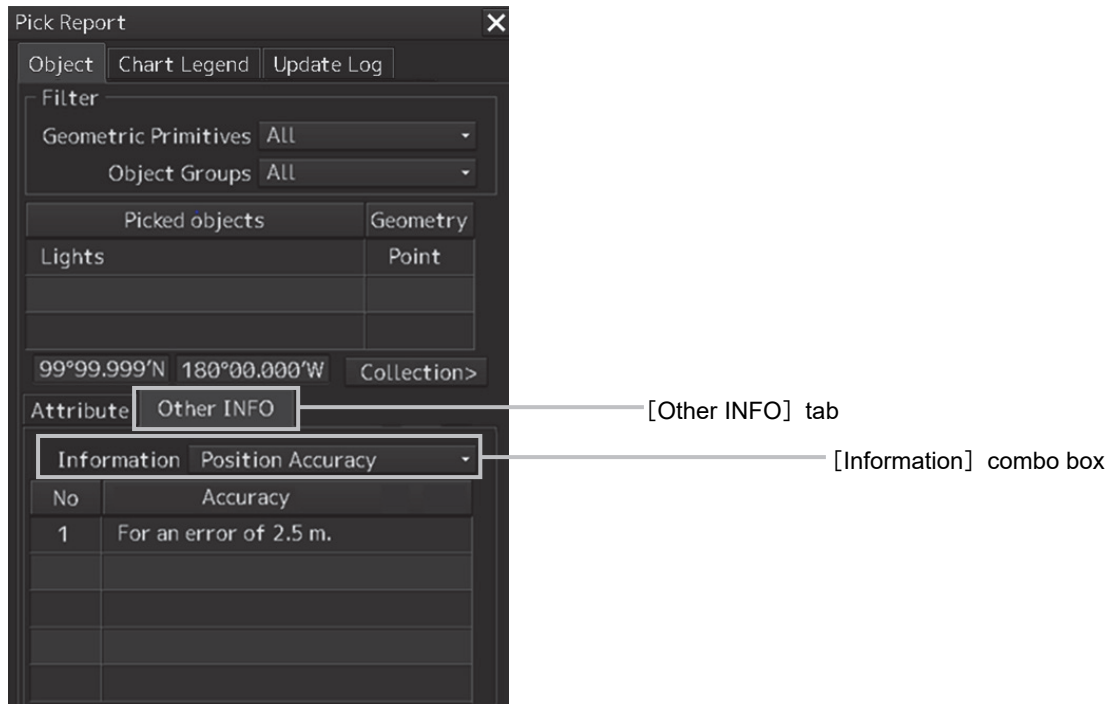 Pick Report
Object Chart Legend Update Log
Filter
Geometric Primitives All
Object Groups All
Picked objects Geometry
Lights Point
99°99.999′N 180°00.000′W Collection>
Attribute Other INFO
[Other INFO] tab
Information Position Accuracy
[Information] combo box
No Accuracy
1 For an error of 2.5 m.